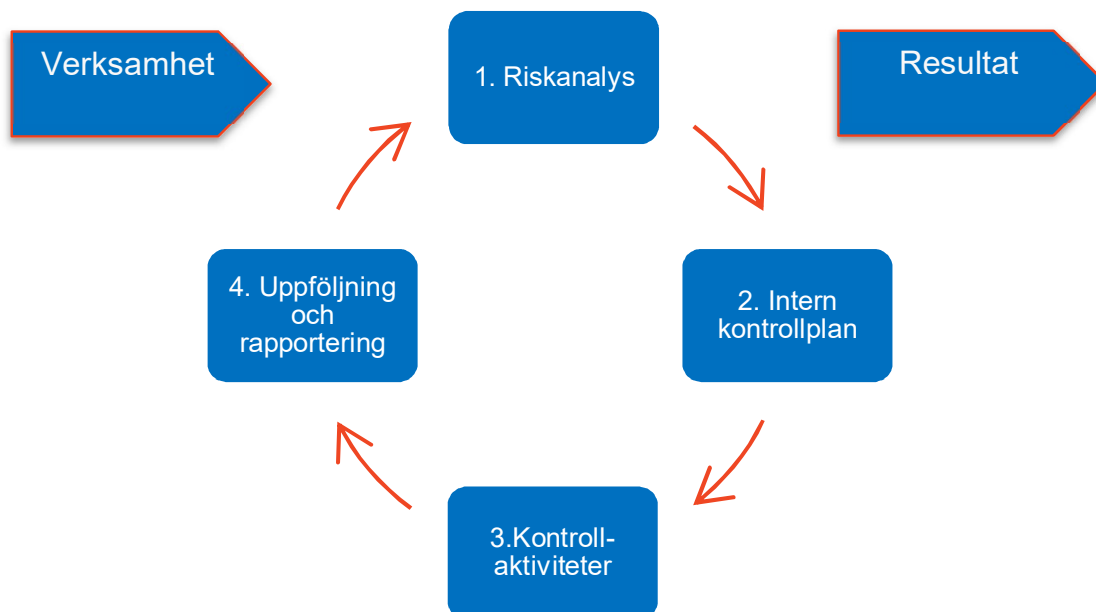 Verksamhet
1. Riskanalys
Resultat
2. Intern
kontrollplan
3.Kontroll-
aktiviteter
4. Uppföljning
och
rapportering